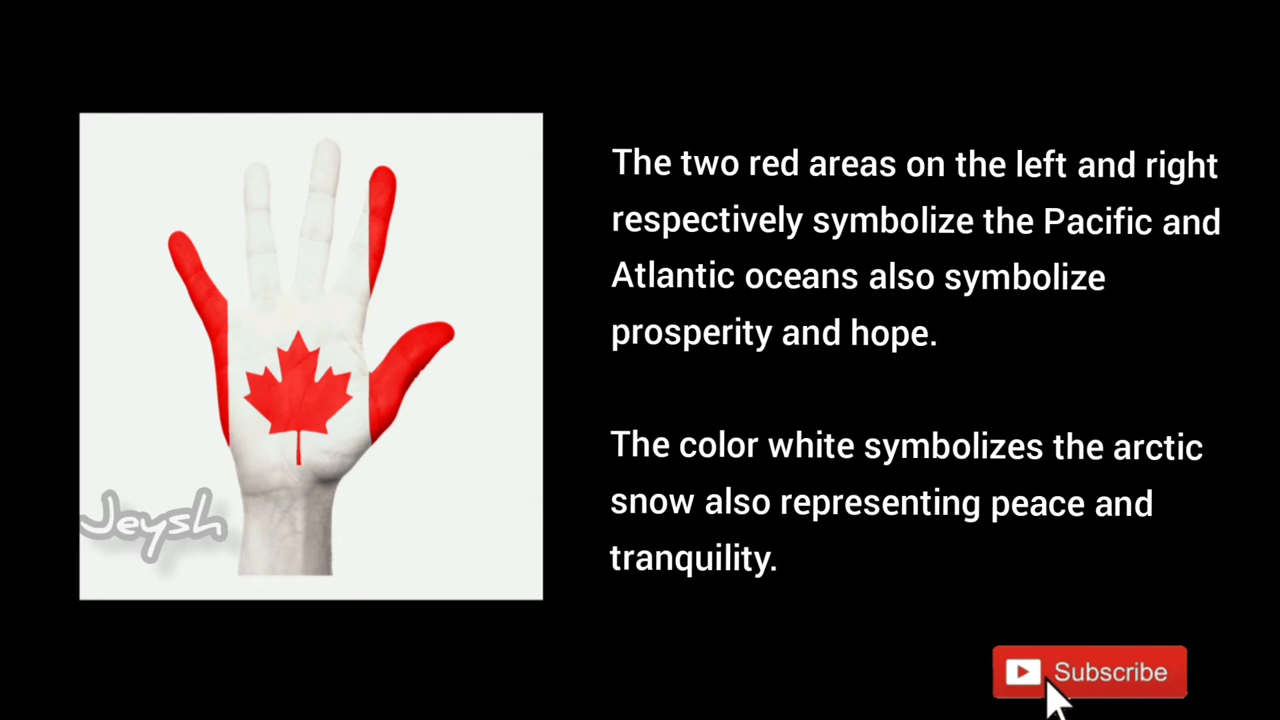 The two red areas on the left and right
respectively symbolize the Pacific and
Atlantic oceans also symbolize
prosperity and hope.
The color white symbolizes the arctic
snow also representing peace and
tranquility.
Jeysh
Subscribe